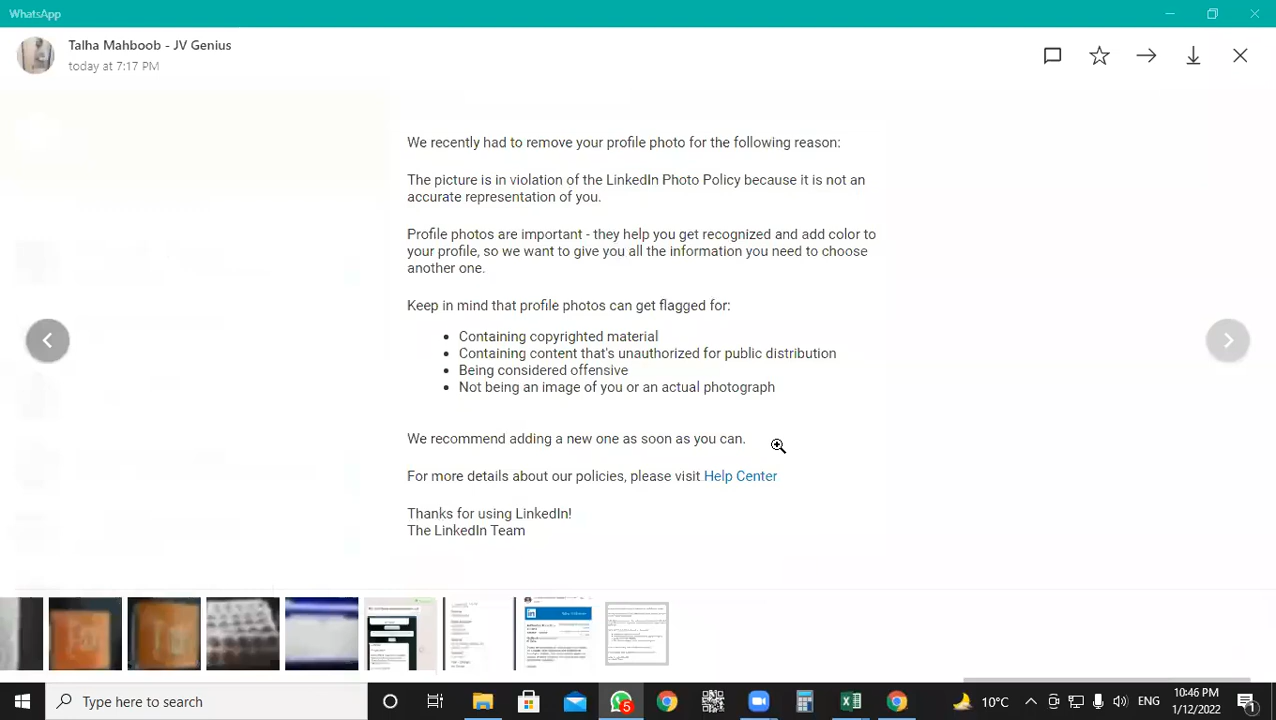 WhatsApp
Talha Mahboob - JV Genius
today at 7:17 PM
We recently had to remove your profile photo for the following reason:
The picture is in violation of the LinkedIn Photo Policy because it is not an
accurate representation of you.
Profile photos are important - they help you get recognized and add color to
your profile, so we want to give you all the information you need to choose
another one.
Keep in mind that profile photos can get flagged for:
• Containing copyrighted material
• Containing content that's unauthorized for public distribution
• Being considered offensive
• Not being an image of you or an actual photograph
We recommend adding a new one as soon as you can.
For more details about our policies, please visit Help Center
Thanks for using LinkedIn!
The LinkedIn Team
in
5
Type here to search
10°C
ENG
10:46 PM
1/12/2022
1